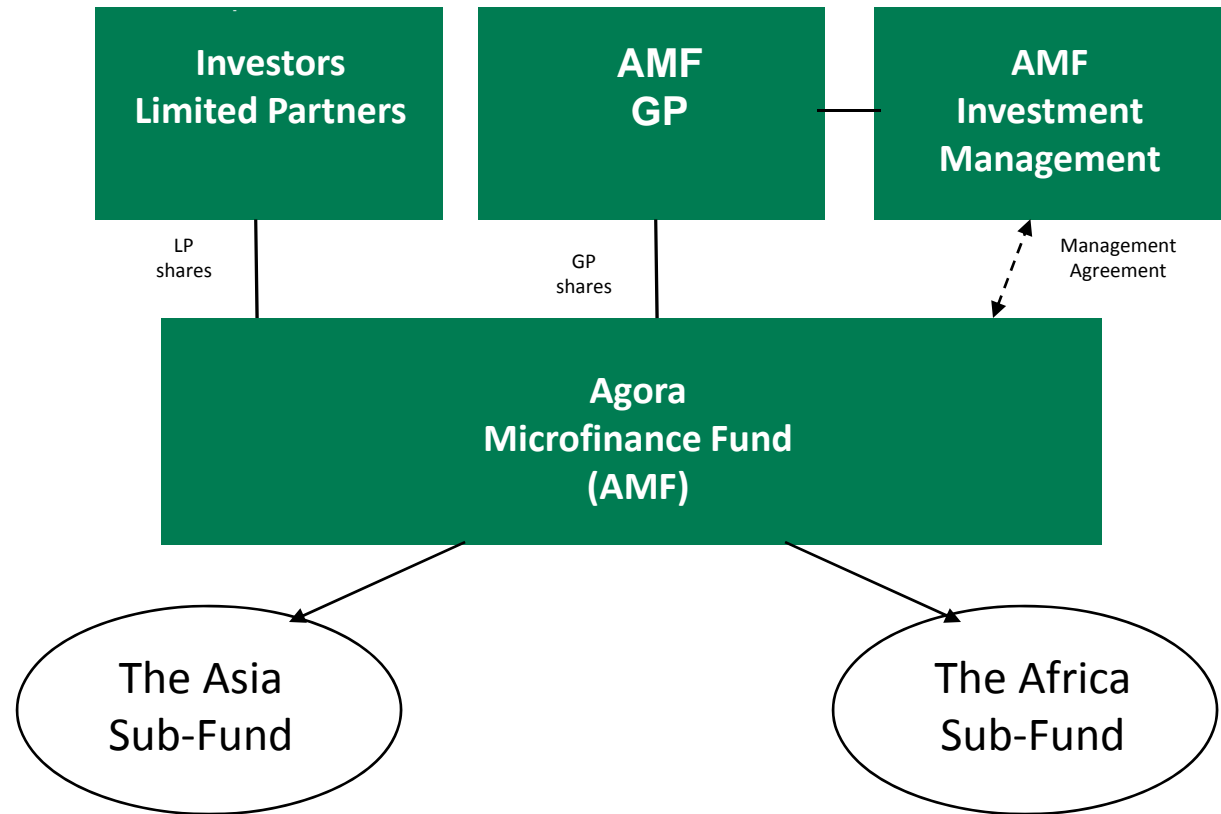 Investors
Limited Partners
AMF
GP
AMF
Investment
Management
LP
shares
GP
shares
Management
Agreement
Agora
Microfinance Fund
(AMF)
The Asia
Sub-Fund
The Africa
Sub-Fund